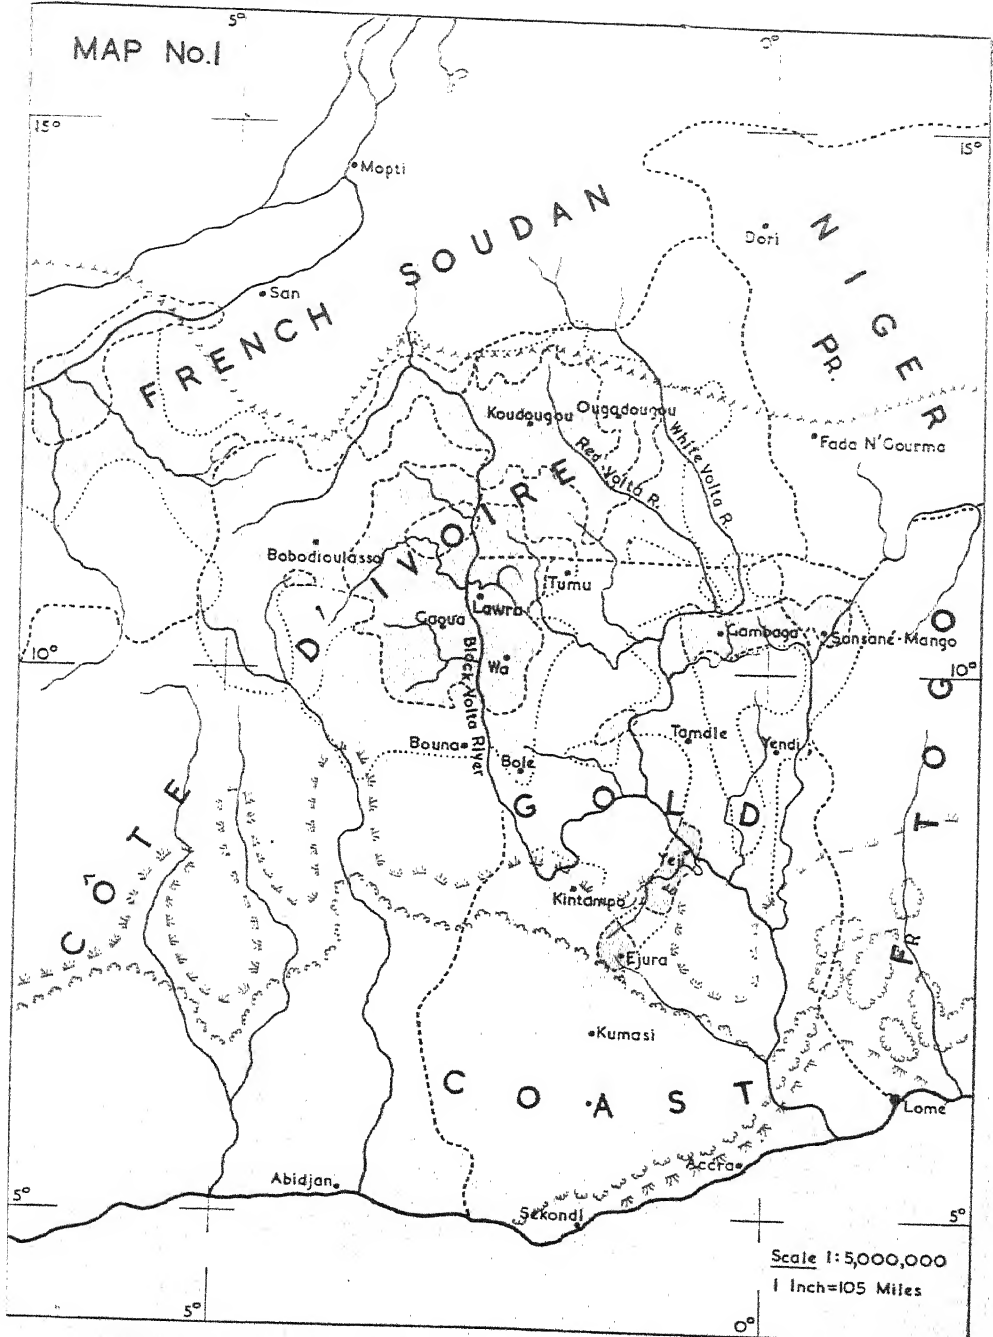 MAP No.1
5°
0°
15°
15°
Mopti
FRENCH SOUDAN
NIGER
PR.
Dori
San
Koudougou
Ougadougou
Fada N'Gourma
Red Volta R.
White Volta R.
CÔTE D'IVOIRE
Bobodioulasso
Tumu
Lawra
Gaoua
Gambaga
Sansané-Mango
10°
10°
Wa
Black Volta River
Bouna
Bole
Tamale
Yendi
GOLD COAST
FR TOGO
Yeji
Kintampo
Ejura
Kumasi
Lome
Accra
Abidjan
Sekondi
5°
5°
5°
0°
Scale 1:5,000,000
1 Inch=105 Miles